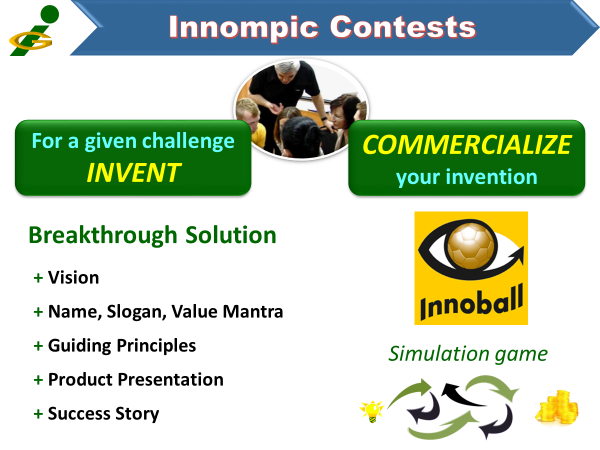 Innompic Contests
For a given challenge
INVENT
COMMERCIALIZE
your invention
Breakthrough Solution
+ Vision
+ Name, Slogan, Value Mantra
+ Guiding Principles
+ Product Presentation
+ Success Story
Innoball
Simulation game